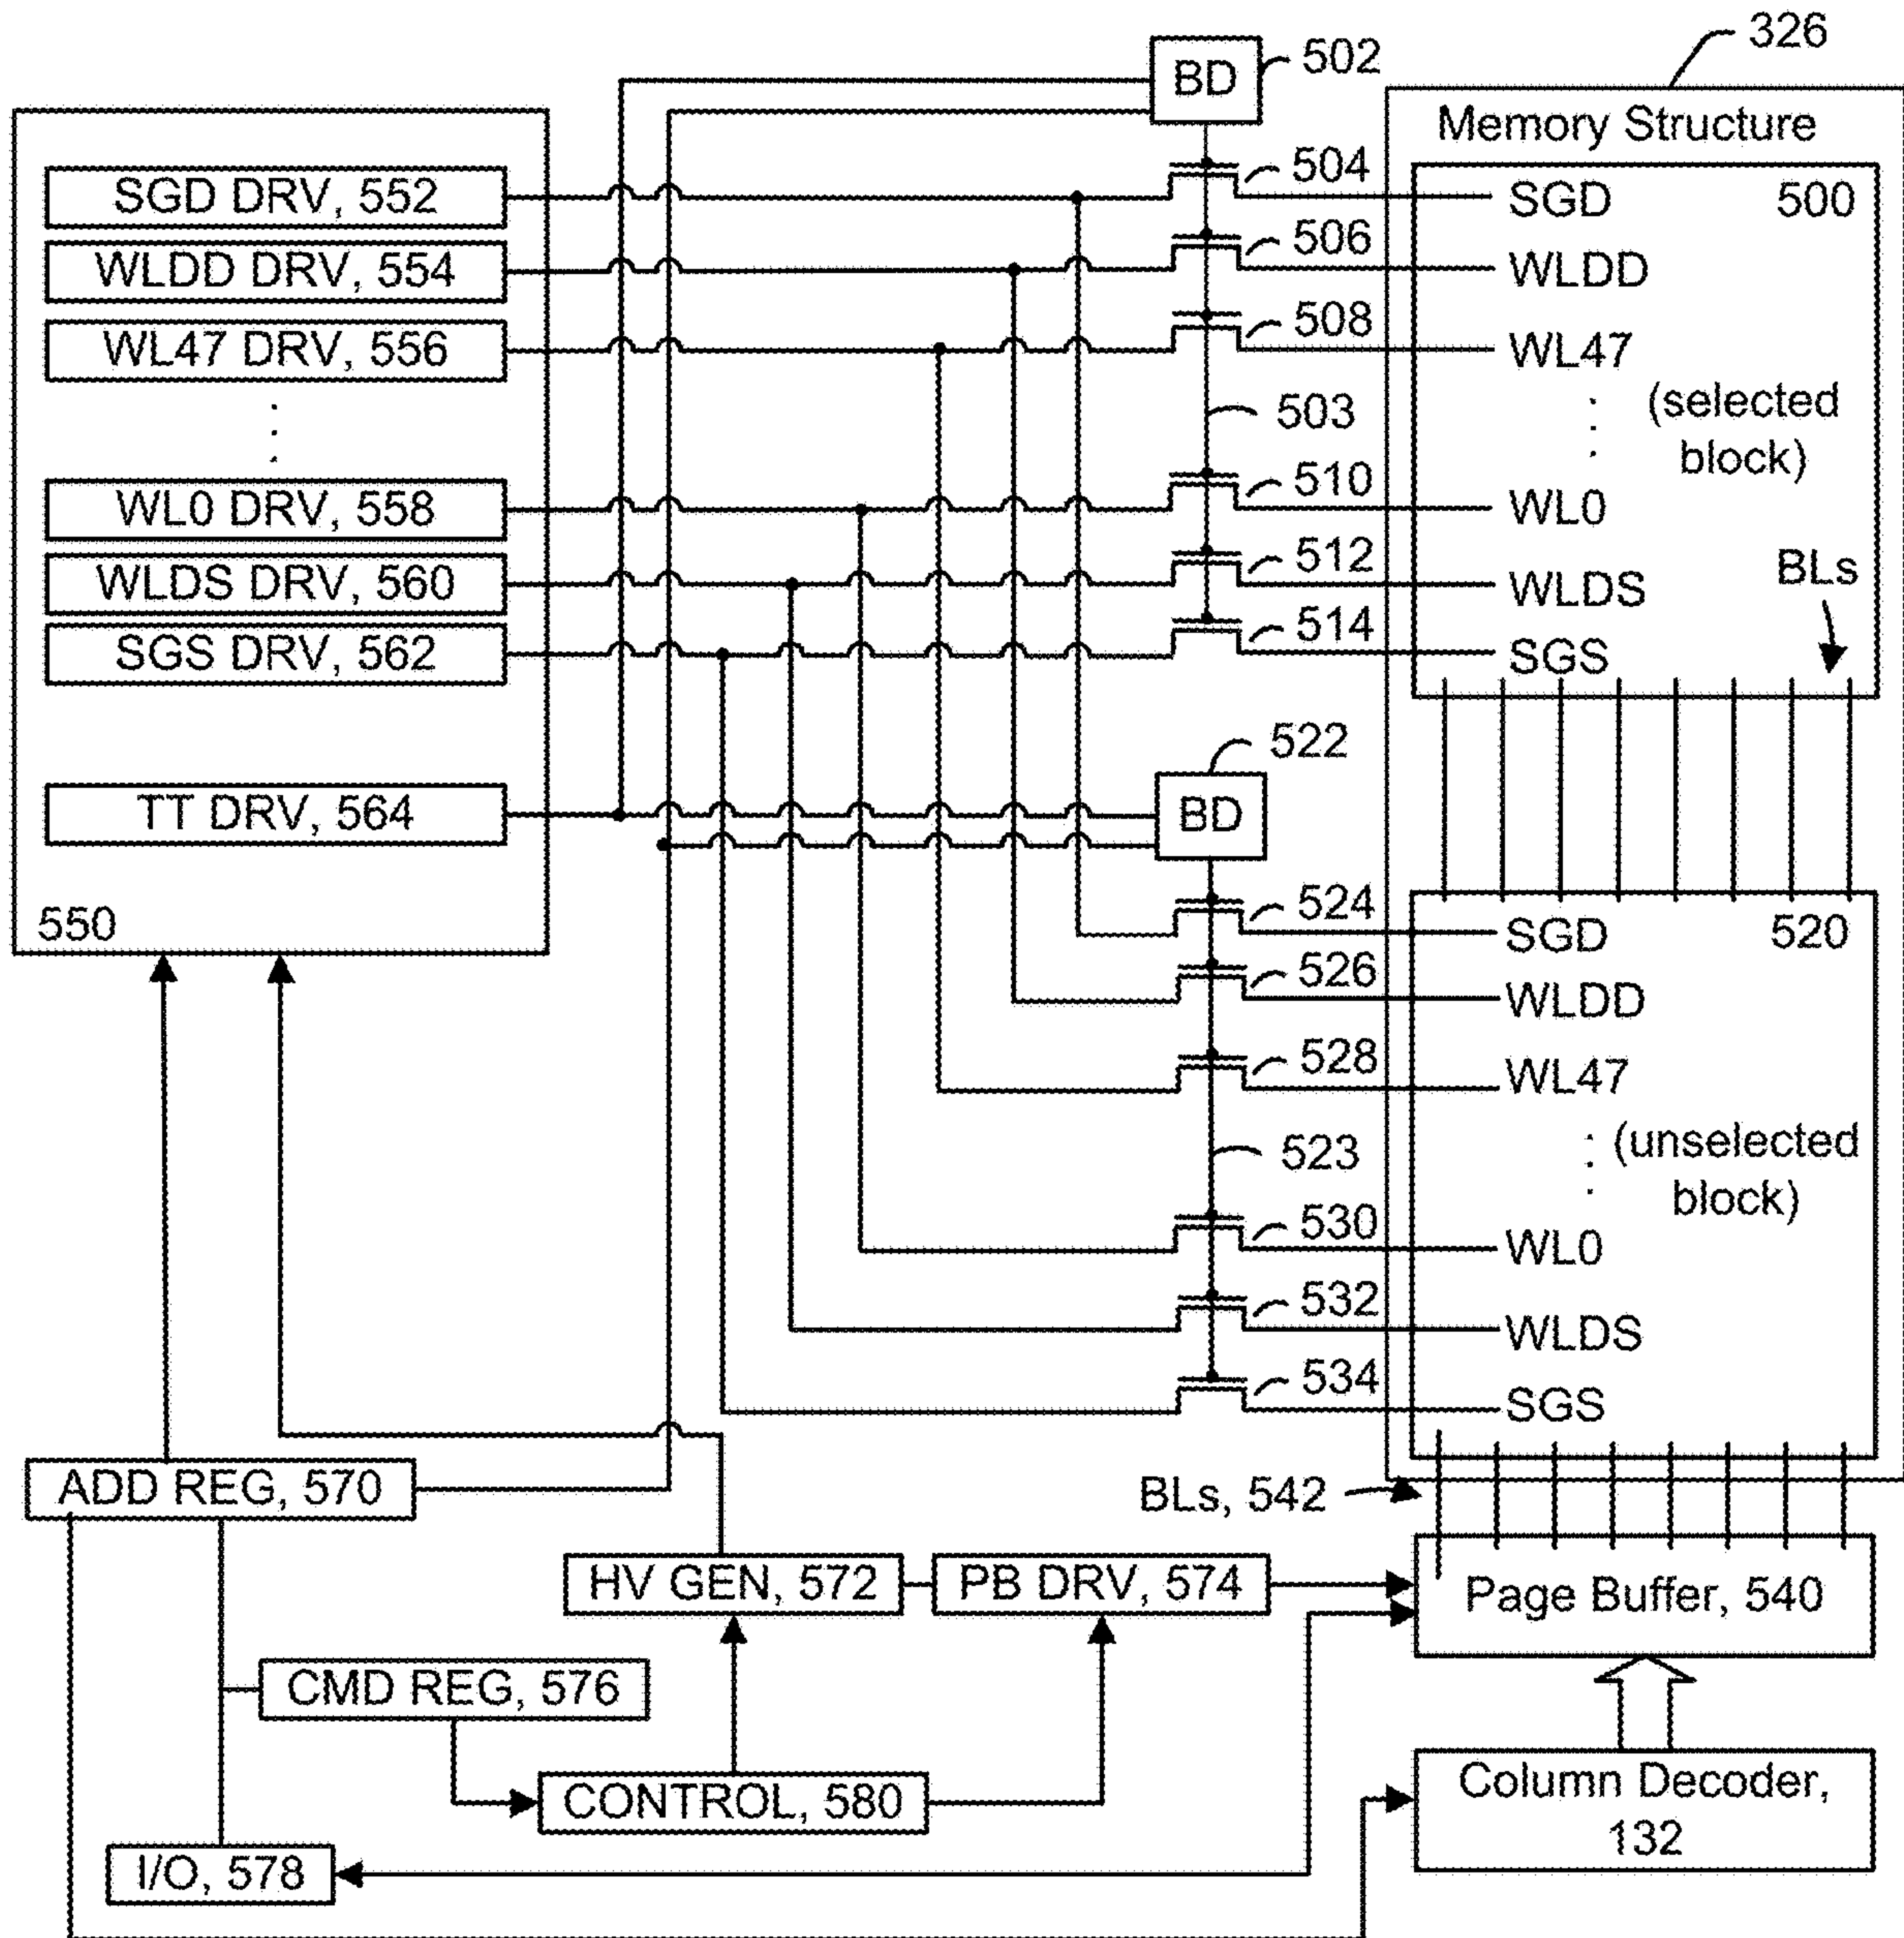 326
BD
502
Memory Structure
SGD DRV, 552
504
SGD
500
WLDD DRV, 554
506
WLDD
WL47 DRV, 556
508
WL47
503
(selected
block)
WL0 DRV, 558
510
WL0
WLDS DRV, 560
512
WLDS
BLs
SGS DRV, 562
514
SGS
522
TT DRV, 564
BD
550
524
SGD
520
526
WLDD
528
WL47
523
(unselected
block)
530
WL0
532
WLDS
534
SGS
ADD REG, 570
BLs, 542
HV GEN, 572
PB DRV, 574
Page Buffer, 540
CMD REG, 576
CONTROL, 580
Column Decoder,
132
I/O, 578